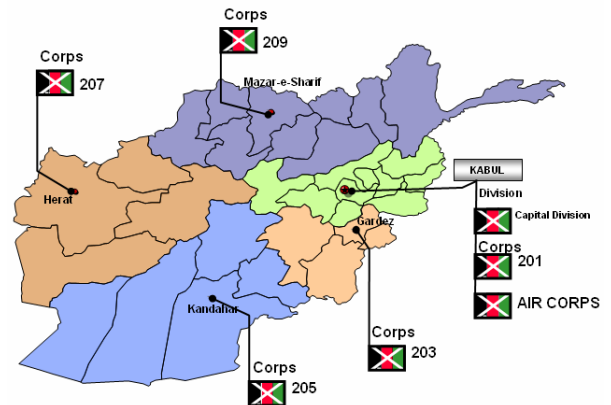 Corps
209
Corps
207
Mazar-e-Sharif
KABUL
Herat
Division
Capital Division
Gardez
Corps
201
AIR CORPS
Kandahar
Corps
203
Corps
205